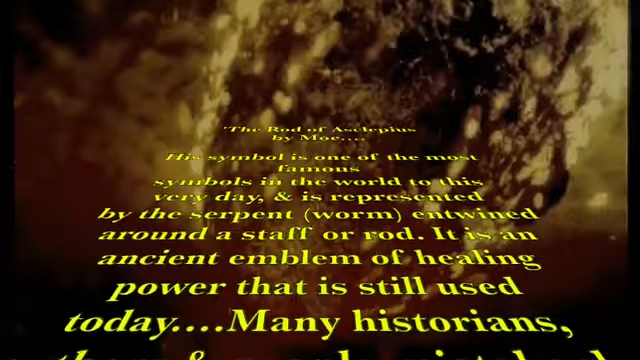 'The Rod of Asclepius
by Moe....
His symbol is one of the most
famous
symbols in the world to this
very day, & is represented
by the serpent (worm) entwined
around a staff or rod. It is an
ancient emblem of healing
power that is still used
today....Many historians,